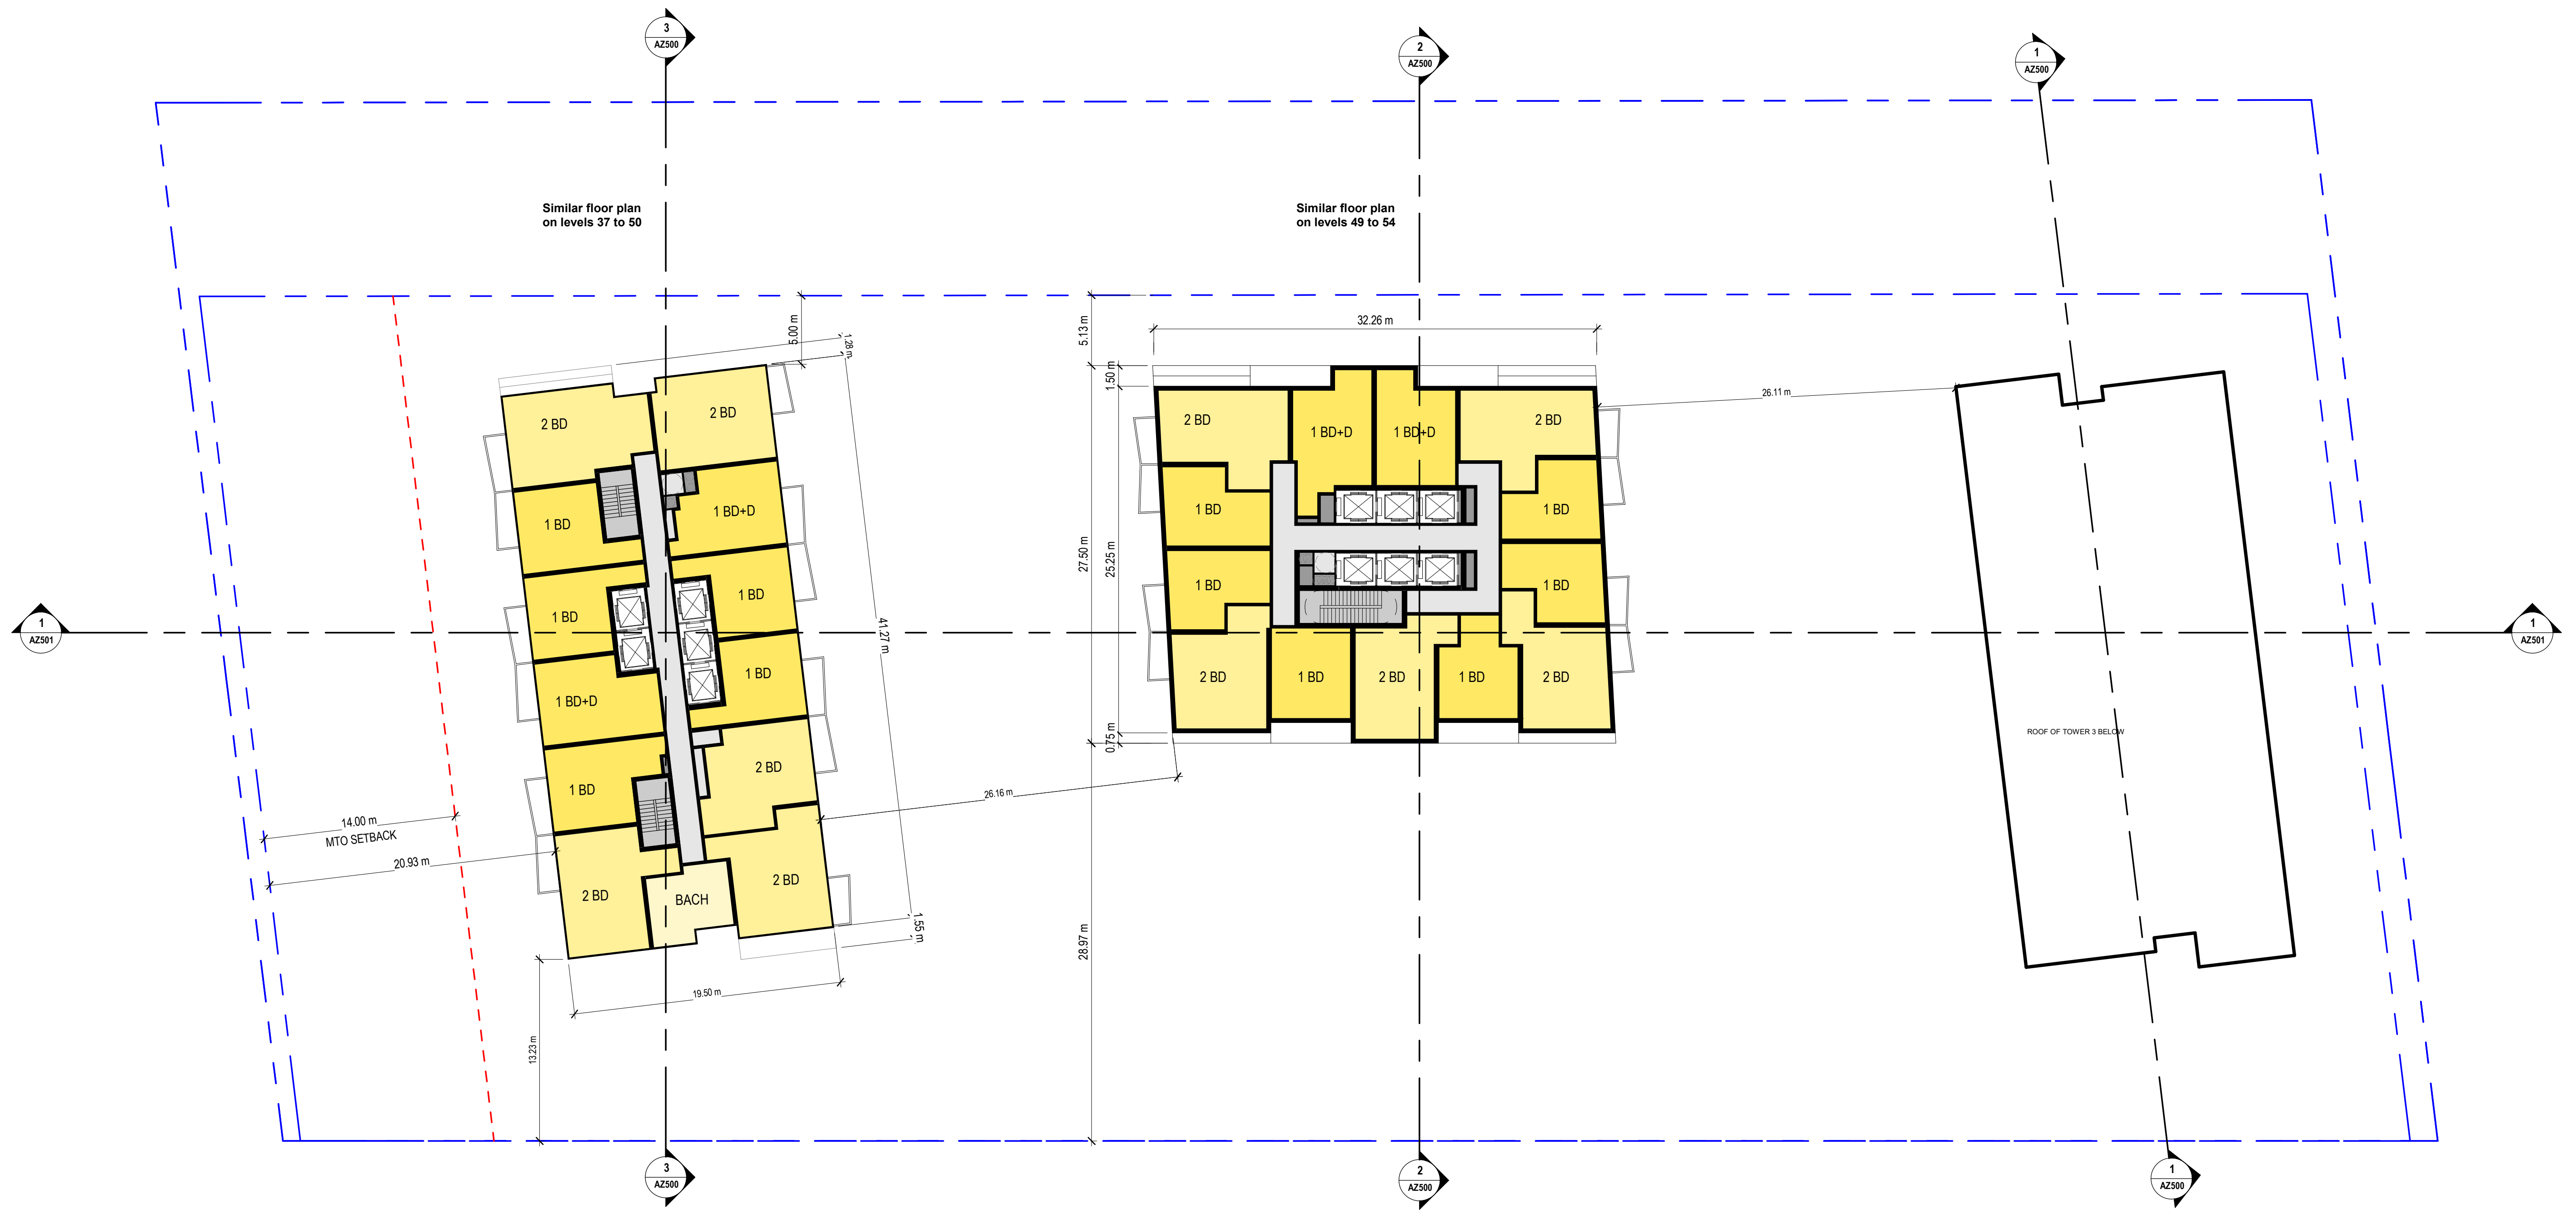 3
AZ500
2
AZ500
1
AZ500
Similar floor plan
on levels 37 to 50
Similar floor plan
on levels 49 to 54
5.00 m
1.28 m
5.13 m
32.26 m
1.50 m
26.11 m
2 BD
2 BD
2 BD
1 BD+D
1 BD+D
2 BD
1 BD
1 BD+D
1 BD
1 BD
1 BD
1 BD
1 BD
1 BD
27.50 m
25.25 m
1
AZ501
41.27 m
1
AZ501
1 BD+D
1 BD
2 BD
1 BD
2 BD
1 BD
2 BD
1 BD
2 BD
0.75 m
ROOF OF TOWER 3 BELOW
26.16 m
14.00 m
MTO SETBACK
20.93 m
2 BD
BACH
2 BD
1.55 m
28.97 m
19.50 m
13.23 m
3
AZ500
2
AZ500
1
AZ500